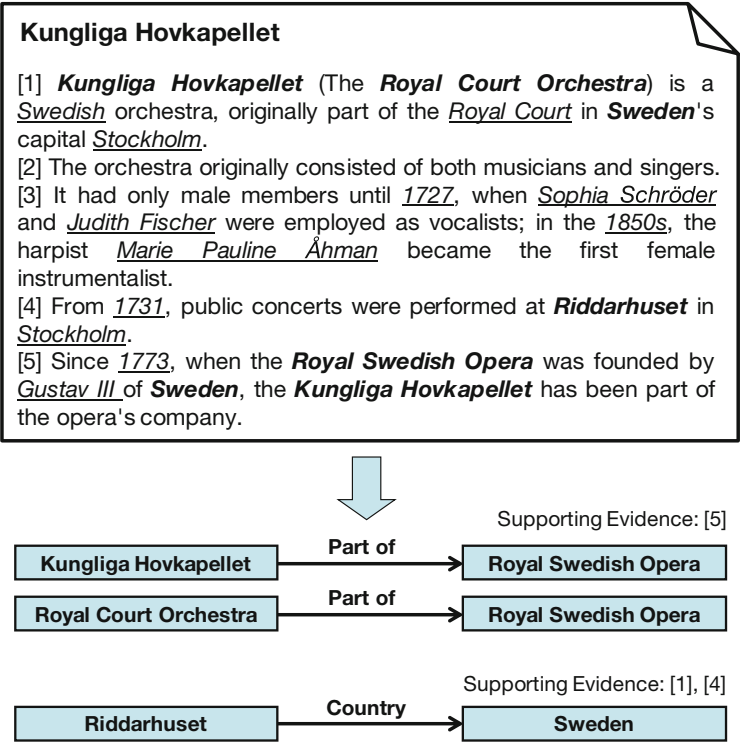 Kungliga Hovkapellet
[1] Kungliga Hovkapellet (The Royal Court Orchestra) is a
Swedish orchestra, originally part of the Royal Court in Sweden's
capital Stockholm.
[2] The orchestra originally consisted of both musicians and singers.
[3] It had only male members until 1727, when Sophia Schröder
and Judith Fischer were employed as vocalists; in the 1850s, the
harpist Marie Pauline Åhman became the first female
instrumentalist.
[4] From 1731, public concerts were performed at Riddarhuset in
Stockholm.
[5] Since 1773, when the Royal Swedish Opera was founded by
Gustav III of Sweden, the Kungliga Hovkapellet has been part of
the opera's company.
Supporting Evidence: [5]
Kungliga Hovkapellet Part of Royal Swedish Opera
Royal Court Orchestra Part of Royal Swedish Opera
Supporting Evidence: [1], [4]
Riddarhuset Country Sweden